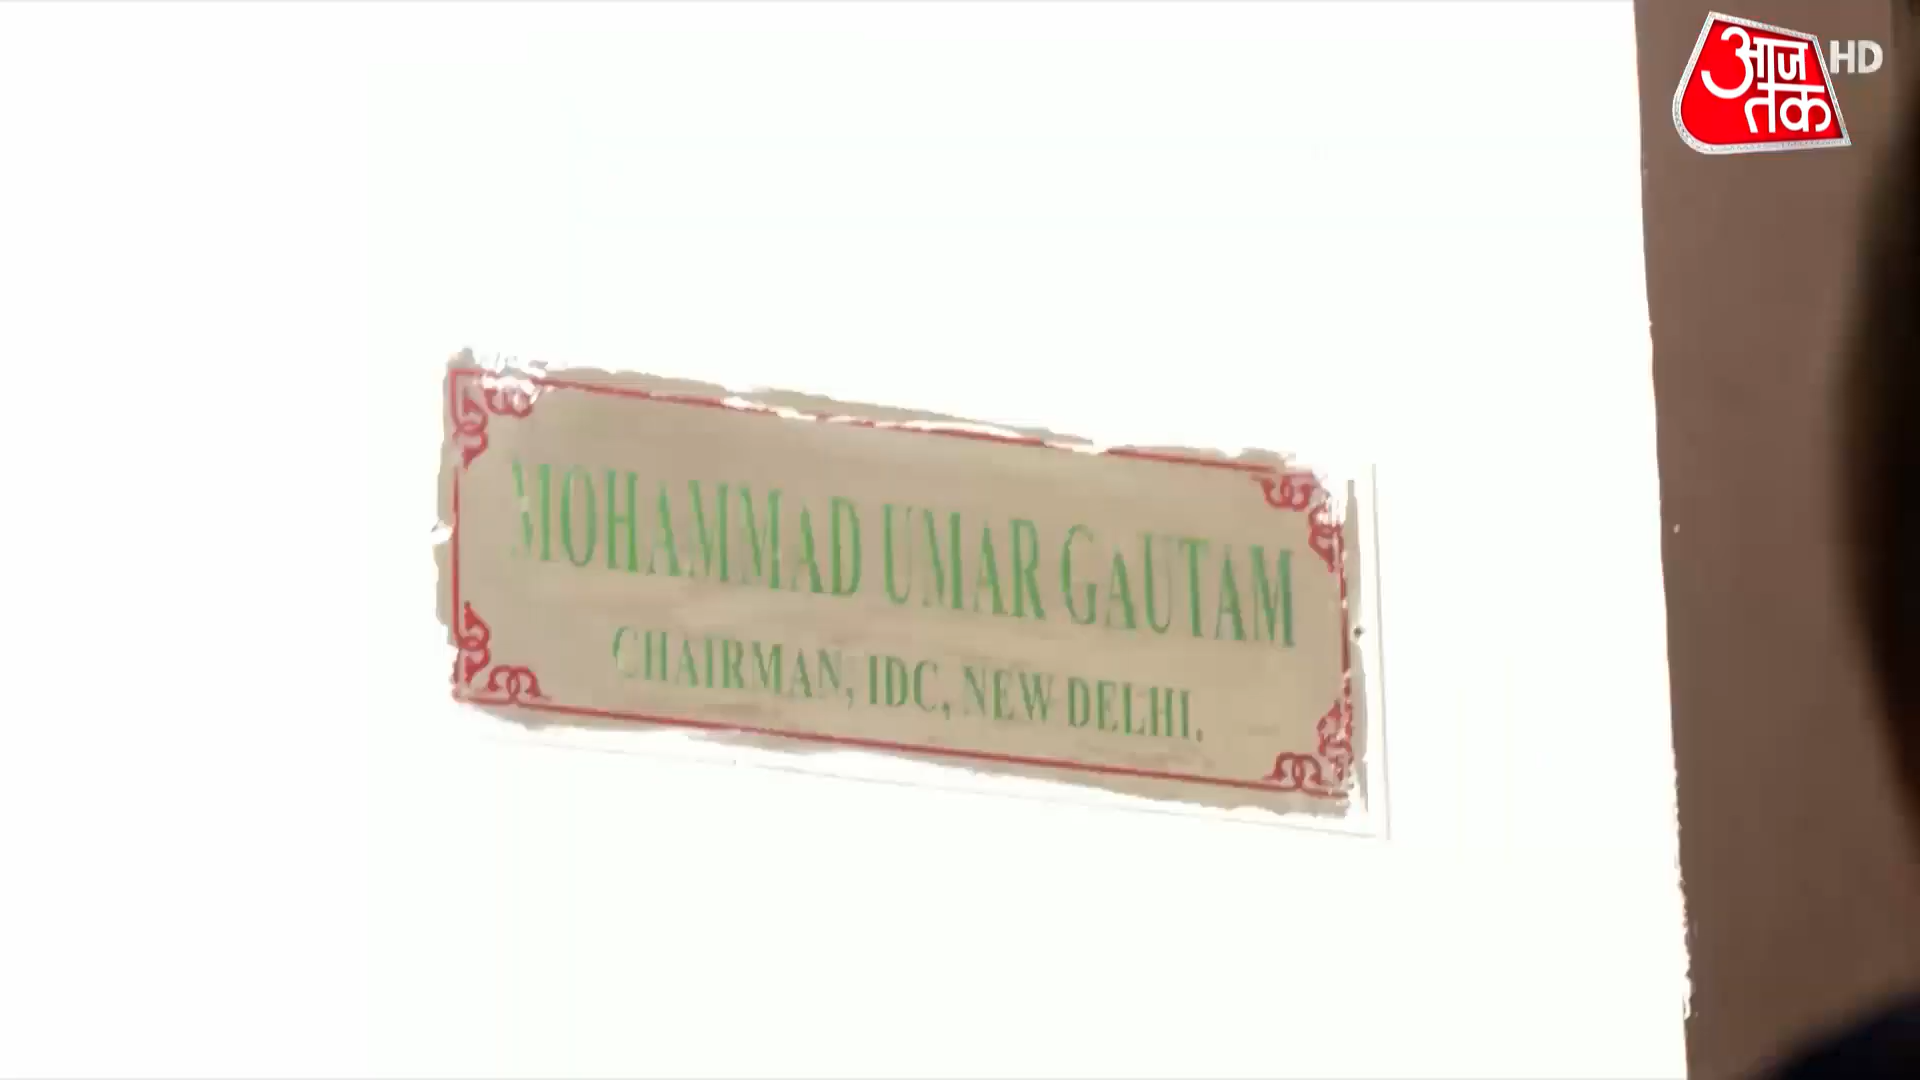 आज
तक
HD
MOHAMMAD UMAR GAUTAM
CHAIRMAN, IDC, NEW DELHI.